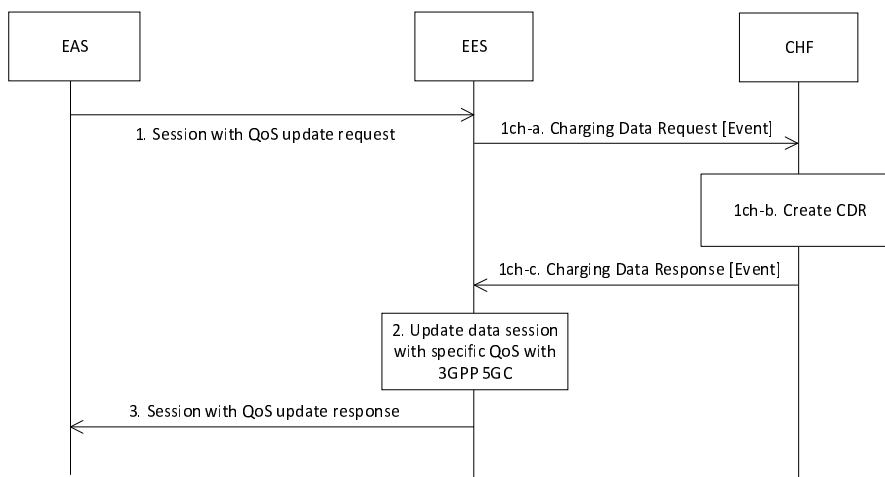 EAS
EES
CHF
1. Session with QoS update request
1ch-a. Charging Data Request [Event]
1ch-b. Create CDR
1ch-c. Charging Data Response [Event]
2. Update data session
with specific QoS with
3GPP 5GC
3. Session with QoS update response